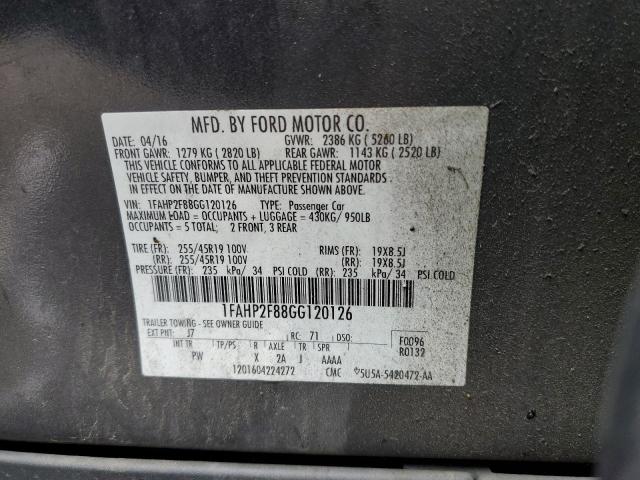 MFD. BY FORD MOTOR CO.
DATE: 04/16 GVWR: 2386 KG ( 5260 LB)
FRONT GAWR: 1279 KG ( 2820 LB) REAR GAWR: 1143 KG ( 2520 LB)
THIS VEHICLE CONFORMS TO ALL APPLICABLE FEDERAL MOTOR
VEHICLE SAFETY, BUMPER, AND THEFT PREVENTION STANDARDS
IN EFFECT ON THE DATE OF MANUFACTURE SHOWN ABOVE.
VIN: 1FAHP2F88GG120126 TYPE: Passenger Car
MAXIMUM LOAD = OCCUPANTS + LUGGAGE = 430KG/ 950LB
OCCUPANTS = 5 TOTAL: 2 FRONT, 3 REAR
TIRE (FR): 255/45R19 100V RIMS (FR): 19X8.5J
(RR): 255/45R19 100V (RR): 19X8.5J
PRESSURE (FR): 235 kPa/ 34 PSI COLD (RR): 235 kPa/ 34 PSI COLD
1FAHP2F88GG120126
TRAILER TOWING - SEE OWNER GUIDE
EXT PNT: J7 RC: 71 DSO: F0096
INT TR TP/PS R AXLE TR SPR R0132
PW X 2A J AAAA
1201604224272 CMC 5U5A-5420472-AA